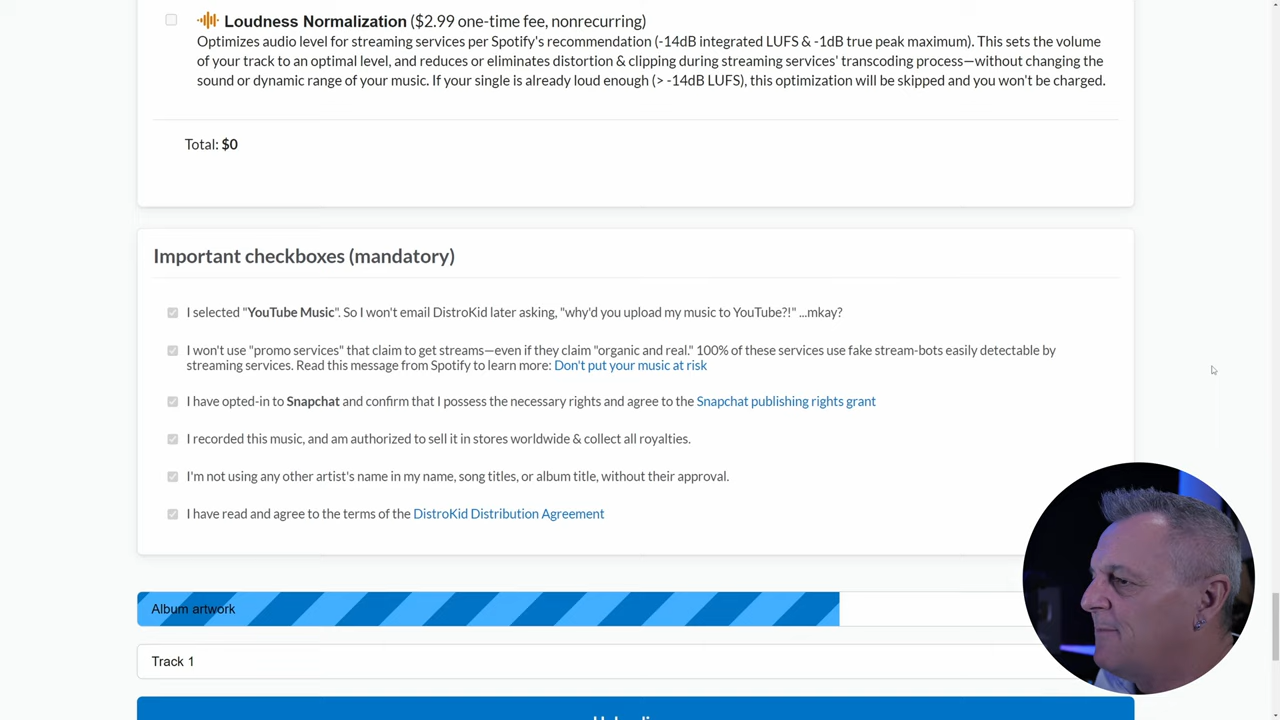 Loudness Normalization ($2.99 one-time fee, nonrecurring)
Optimizes audio level for streaming services per Spotify's recommendation (-14dB integrated LUFS & -1dB true peak maximum). This sets the volume
of your track to an optimal level, and reduces or eliminates distortion & clipping during streaming services' transcoding process—without changing the
sound or dynamic range of your music. If your single is already loud enough (> -14dB LUFS), this optimization will be skipped and you won't be charged.
Total: $0
Important checkboxes (mandatory)
I selected "YouTube Music". So I won't email DistroKid later asking, "why'd you upload my music to YouTube?!" ...mkay?
I won't use "promo services" that claim to get streams—even if they claim "organic and real." 100% of these services use fake stream-bots easily detectable by
streaming services. Read this message from Spotify to learn more: Don't put your music at risk
I have opted-in to Snapchat and confirm that I possess the necessary rights and agree to the Snapchat publishing rights grant
I recorded this music, and am authorized to sell it in stores worldwide & collect all royalties.
I'm not using any other artist's name in my name, song titles, or album title, without their approval.
I have read and agree to the terms of the DistroKid Distribution Agreement
Album artwork
Track 1